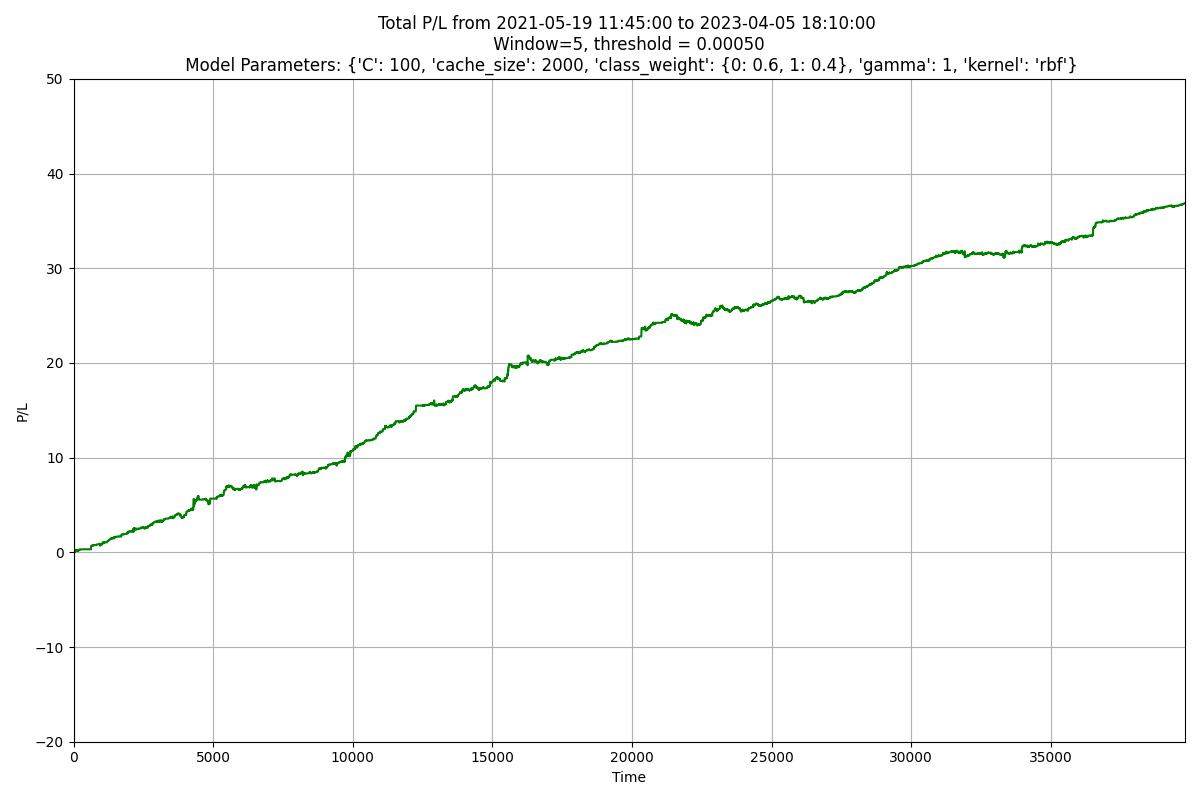 Total P/L from 2021-05-19 11:45:00 to 2023-04-05 18:10:00
Window=5, threshold = 0.00050
Model Parameters: {'C': 100, 'cache_size': 2000, 'class_weight': {0: 0.6, 1: 0.4}, 'gamma': 1, 'kernel': 'rbf'}
50
40
30
20
10
0
−10
−20
P/L
0 5000 10000 15000 20000 25000 30000 35000
Time